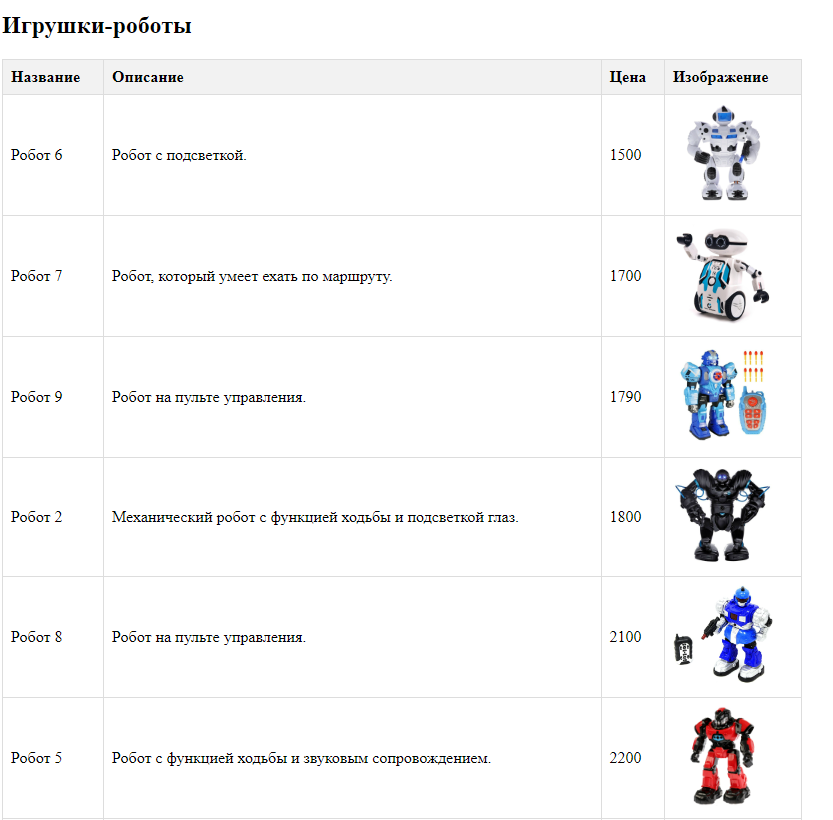 Игрушки-роботы
Название Описание Цена Изображение
Робот 6 Робот с подсветкой. 1500
Робот 7 Робот, который умеет ехать по маршруту. 1700
Робот 9 Робот на пульте управления. 1790
Робот 2 Механический робот с функцией ходьбы и подсветкой глаз. 1800
Робот 8 Робот на пульте управления. 2100
Робот 5 Робот с функцией ходьбы и звуковым сопровождением. 2200